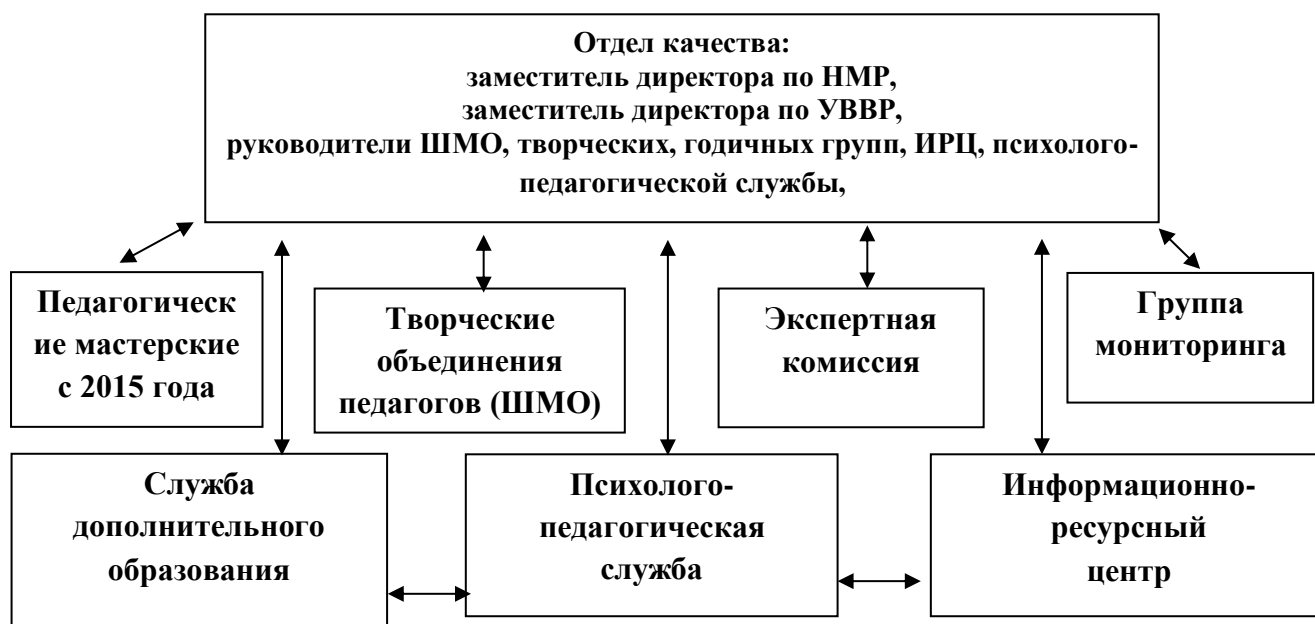 Отдел качества:
заместитель директора по НМР,
заместитель директора по УВВР,
руководители ШМО, творческих, годичных групп, ИРЦ, психолого-
педагогической службы,
Педагогическ
ие мастерские
с 2015 года
Творческие
объединения
педагогов (ШМО)
Экспертная
комиссия
Группа
мониторинга
Служба
дополнительного
образования
Психолого-
педагогическая
служба
Информационно-
ресурсный
центр